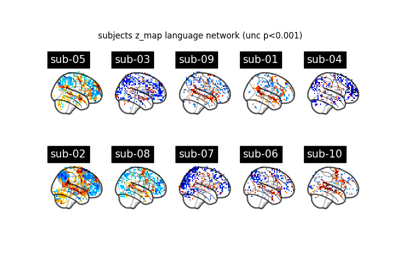 subjects z_map language network (unc p<0.001)
sub-05 sub-03 sub-09 sub-01 sub-04
sub-02 sub-08 sub-07 sub-06 sub-10